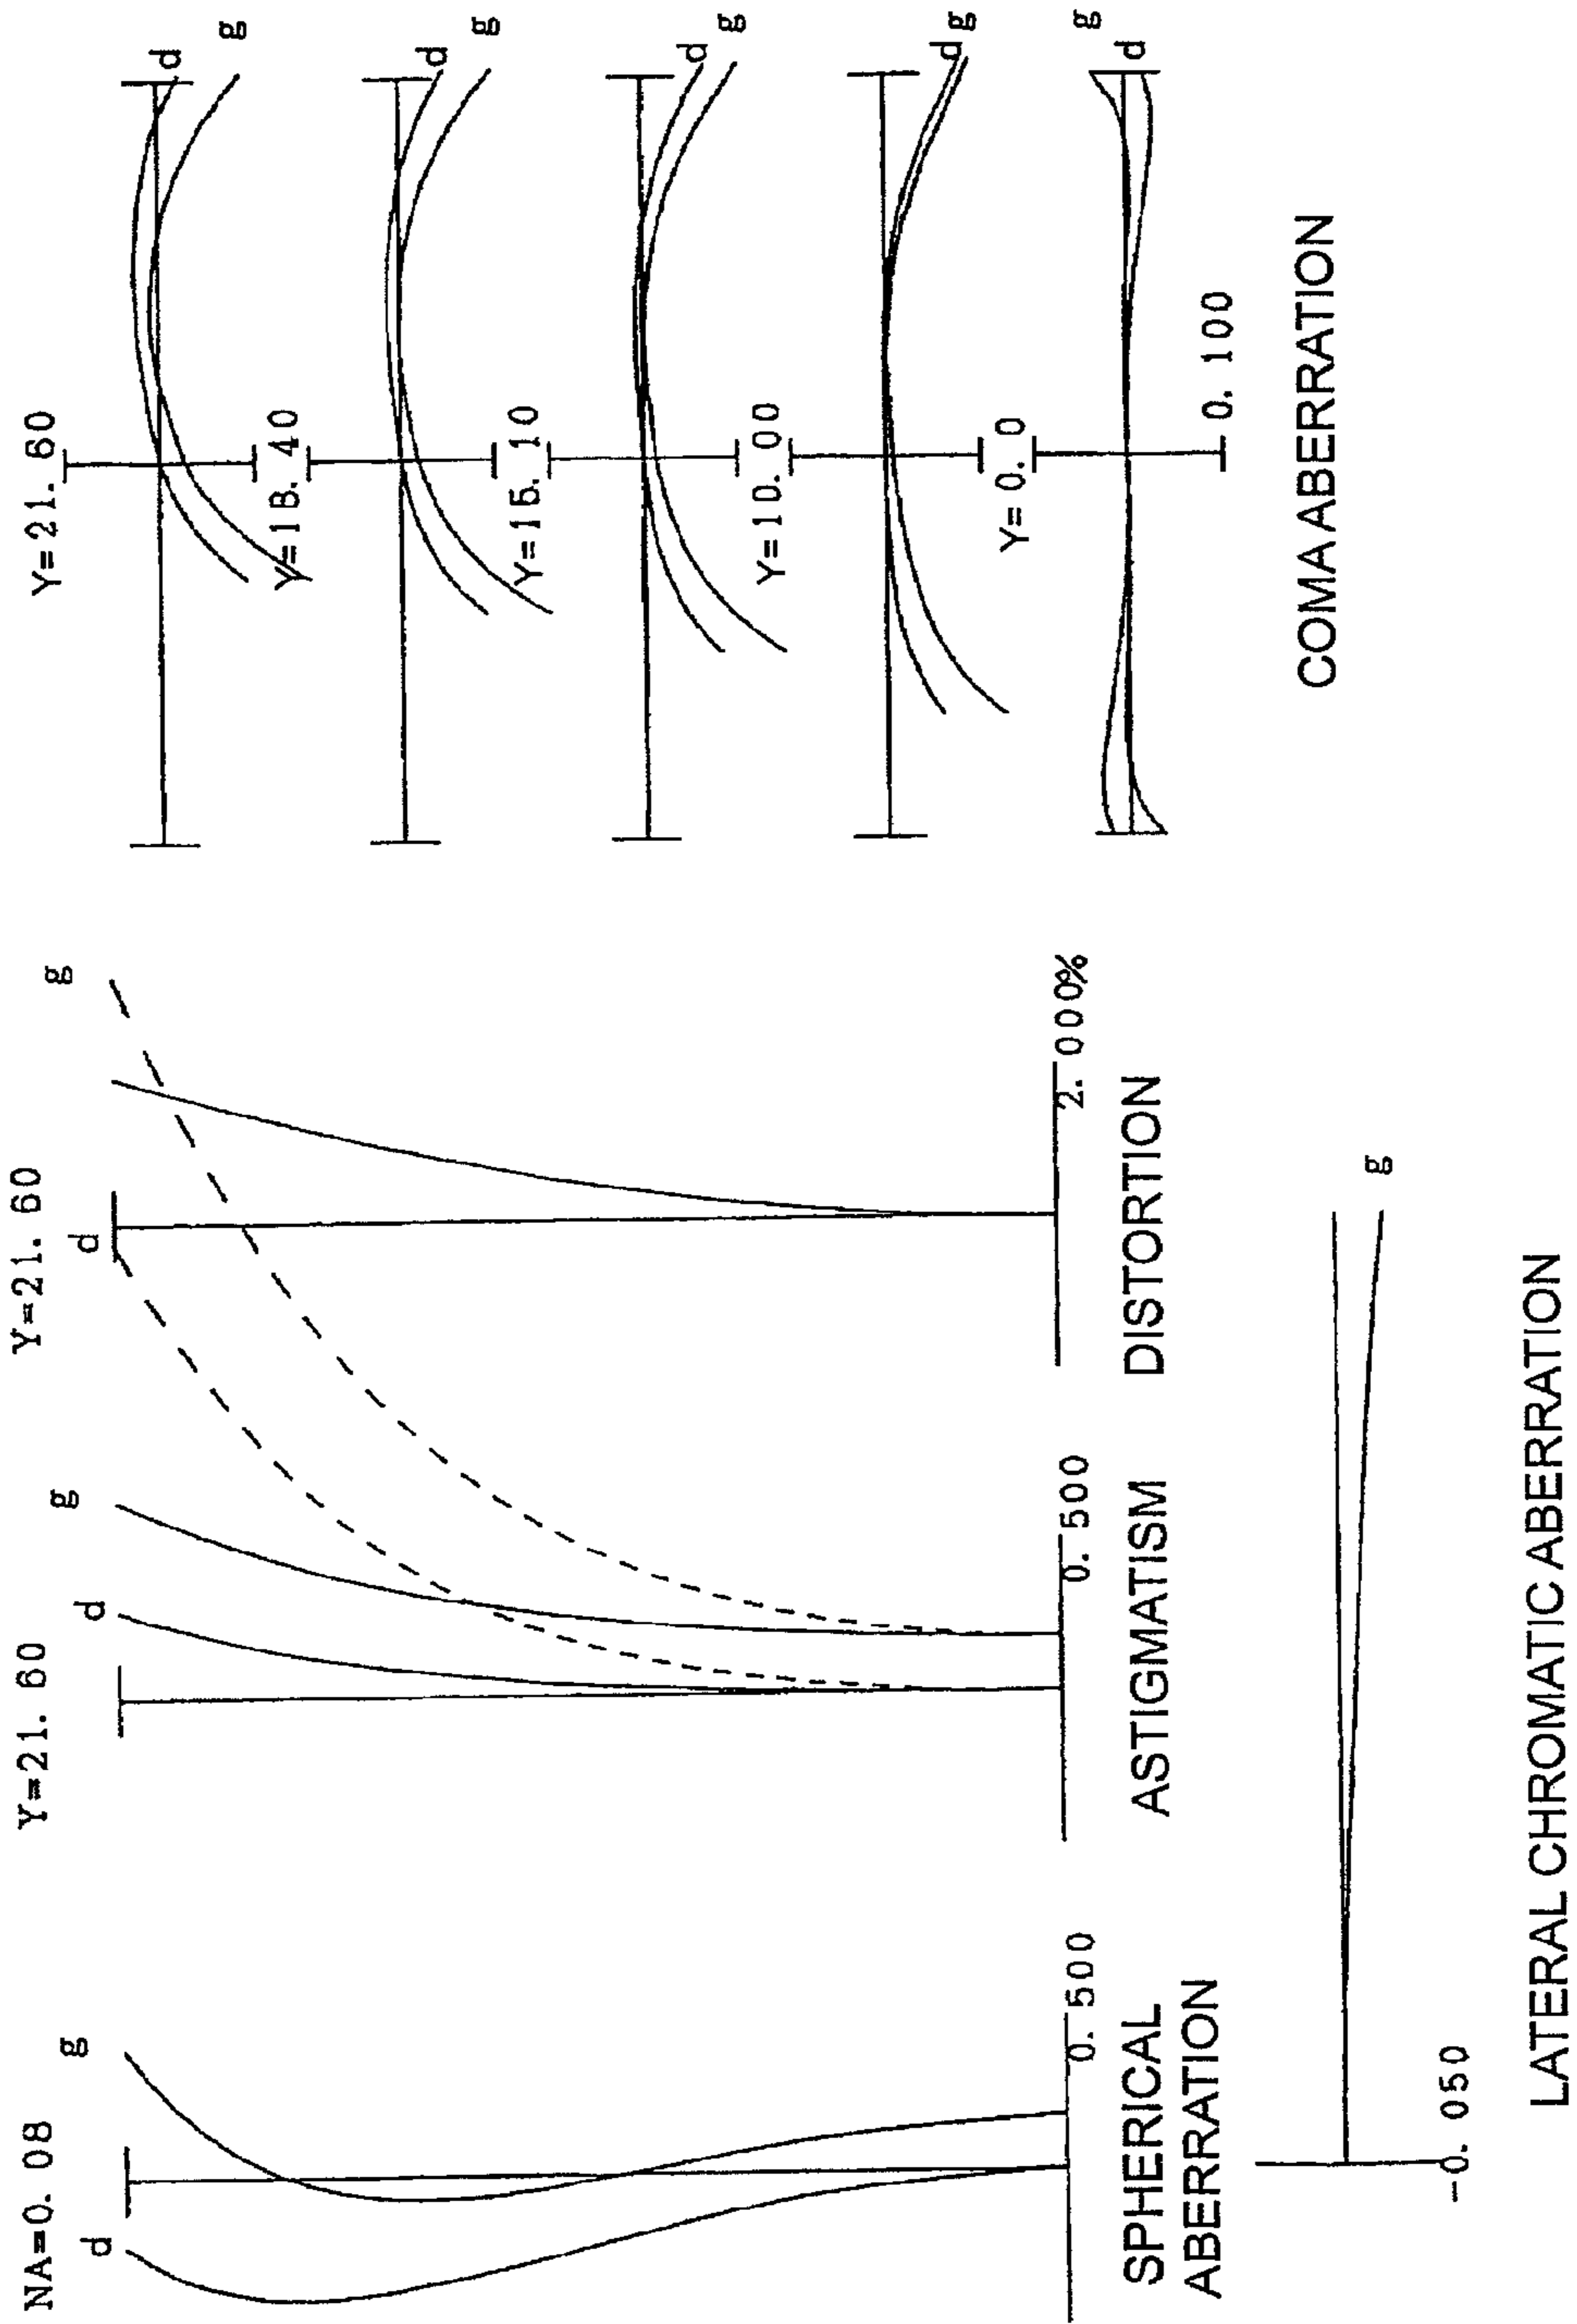 NA=0.08
d
g
0.500
SPHERICAL
ABERRATION
Y=21.60
d
g
0.500
ASTIGMATISM
Y=21.60
d
g
2.000%
DISTORTION
Y=21.60
d
g
Y=18.40
d
g
Y=15.10
d
g
Y=10.00
d
g
Y=0.0
g
d
0.100
COMA ABERRATION
g
-0.050
LATERAL CHROMATIC ABERRATION